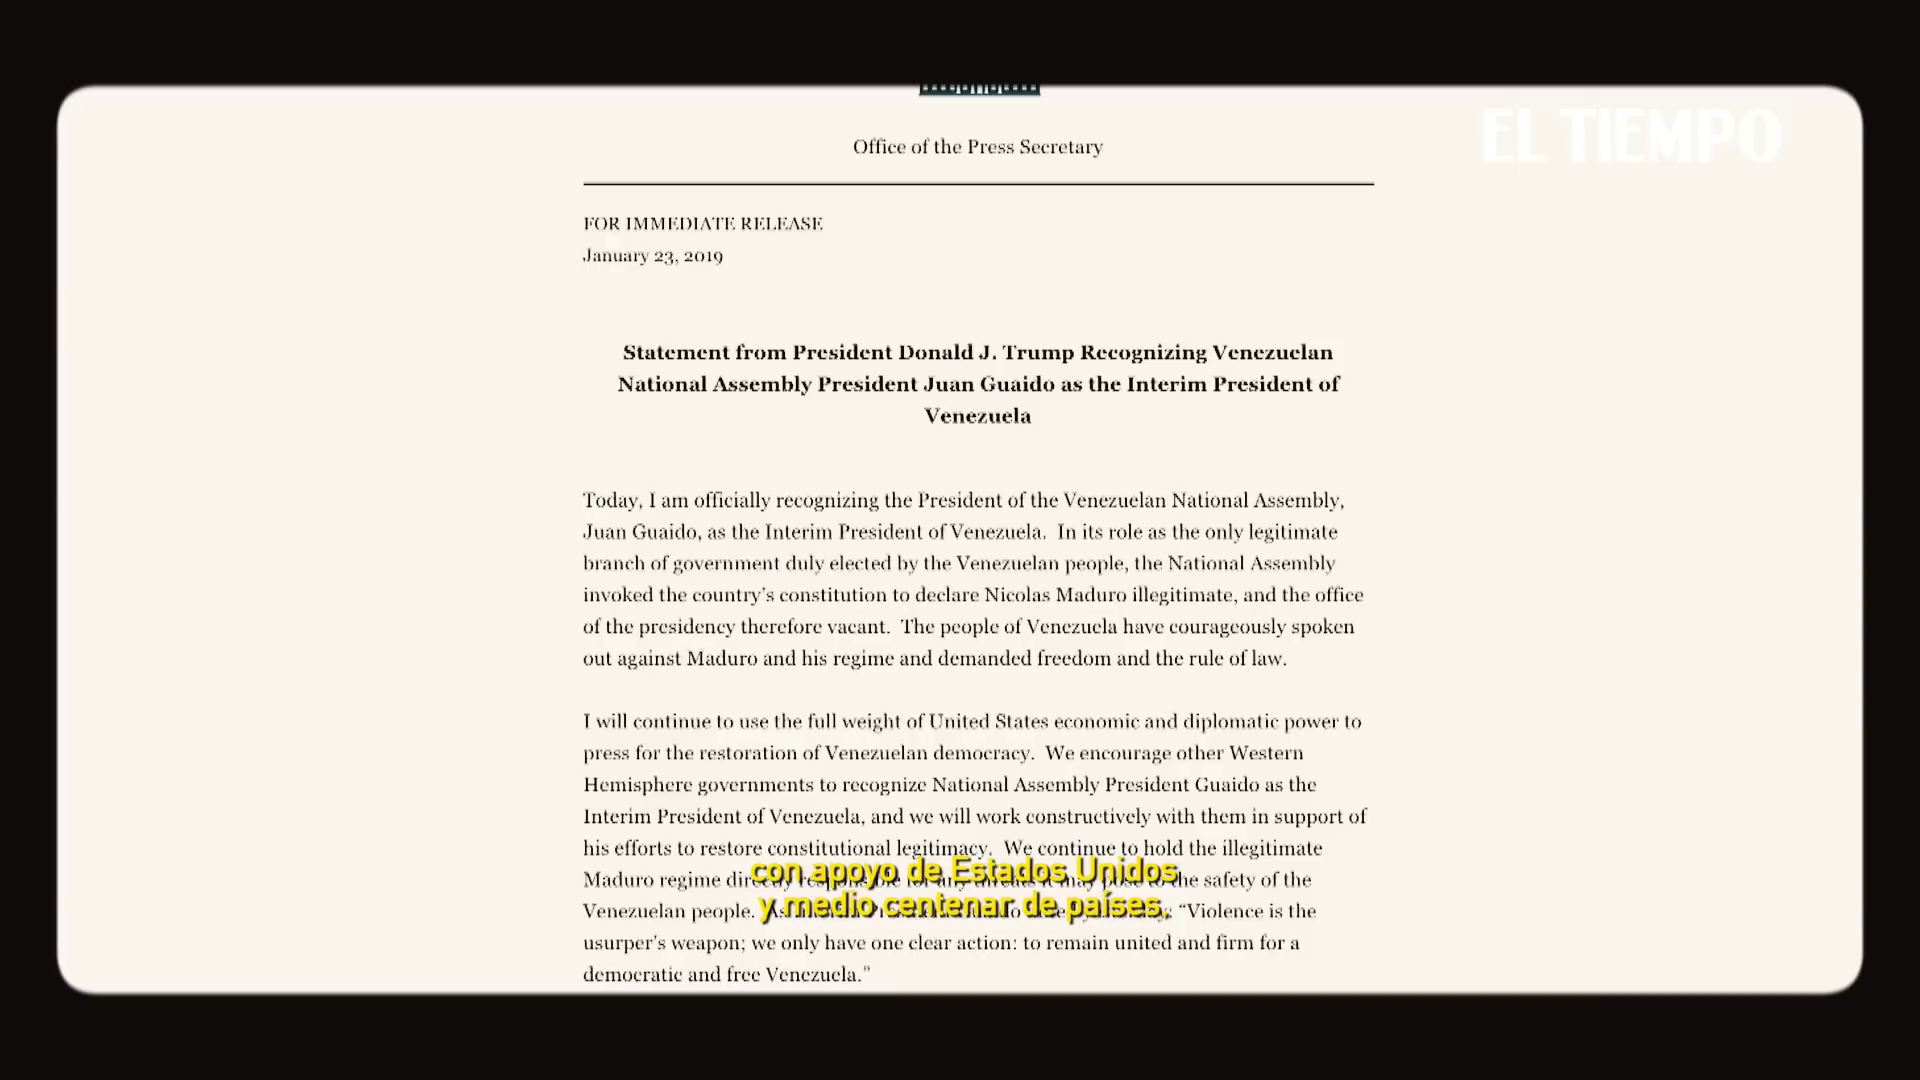 EL TIEMPO
Office of the Press Secretary
FOR IMMEDIATE RELEASE
January 23, 2019
Statement from President Donald J. Trump Recognizing Venezuelan
National Assembly President Juan Guaido as the Interim President of
Venezuela
Today, I am officially recognizing the President of the Venezuelan National Assembly,
Juan Guaido, as the Interim President of Venezuela.  In its role as the only legitimate
branch of government duly elected by the Venezuelan people, the National Assembly
invoked the country's constitution to declare Nicolas Maduro illegitimate, and the office
of the presidency therefore vacant.  The people of Venezuela have courageously spoken
out against Maduro and his regime and demanded freedom and the rule of law.
I will continue to use the full weight of United States economic and diplomatic power to
press for the restoration of Venezuelan democracy.  We encourage other Western
Hemisphere governments to recognize National Assembly President Guaido as the
Interim President of Venezuela, and we will work constructively with them in support of
his efforts to restore constitutional legitimacy.  We continue to hold the illegitimate
Maduro regime directly responsible for any threats it may pose to the safety of the
Venezuelan people. “Violence is the
usurper's weapon; we only have one clear action: to remain united and firm for a
democratic and free Venezuela.”
con apoyo de Estados Unidos
y medio centenar de países,